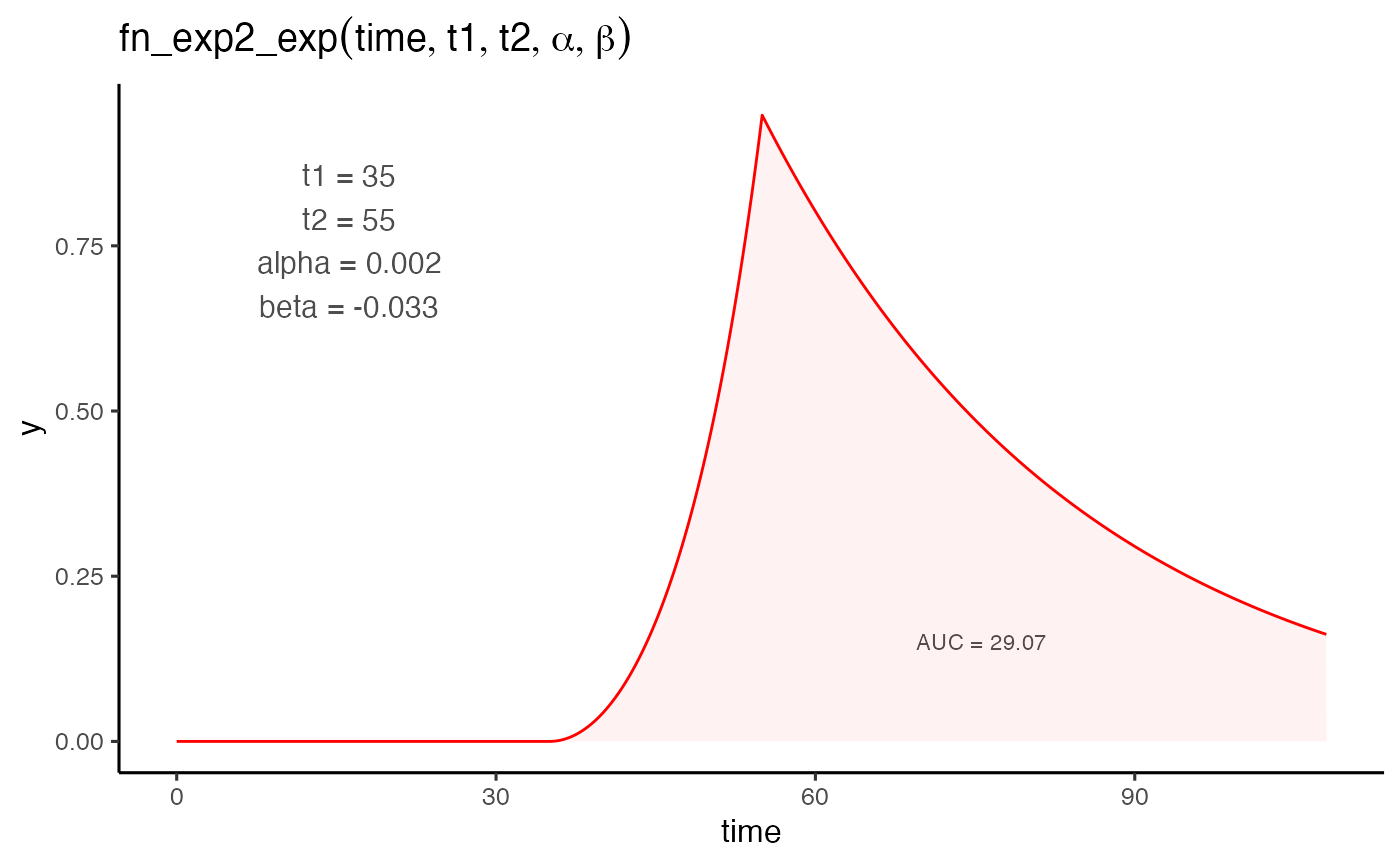 fn_exp2_exp(time, t1, t2, α, β)
t1 = 35
t2 = 55
alpha = 0.002
beta = -0.033
0.75
0.50
0.25
0.00
y
AUC = 29.07
0
30
60
90
time